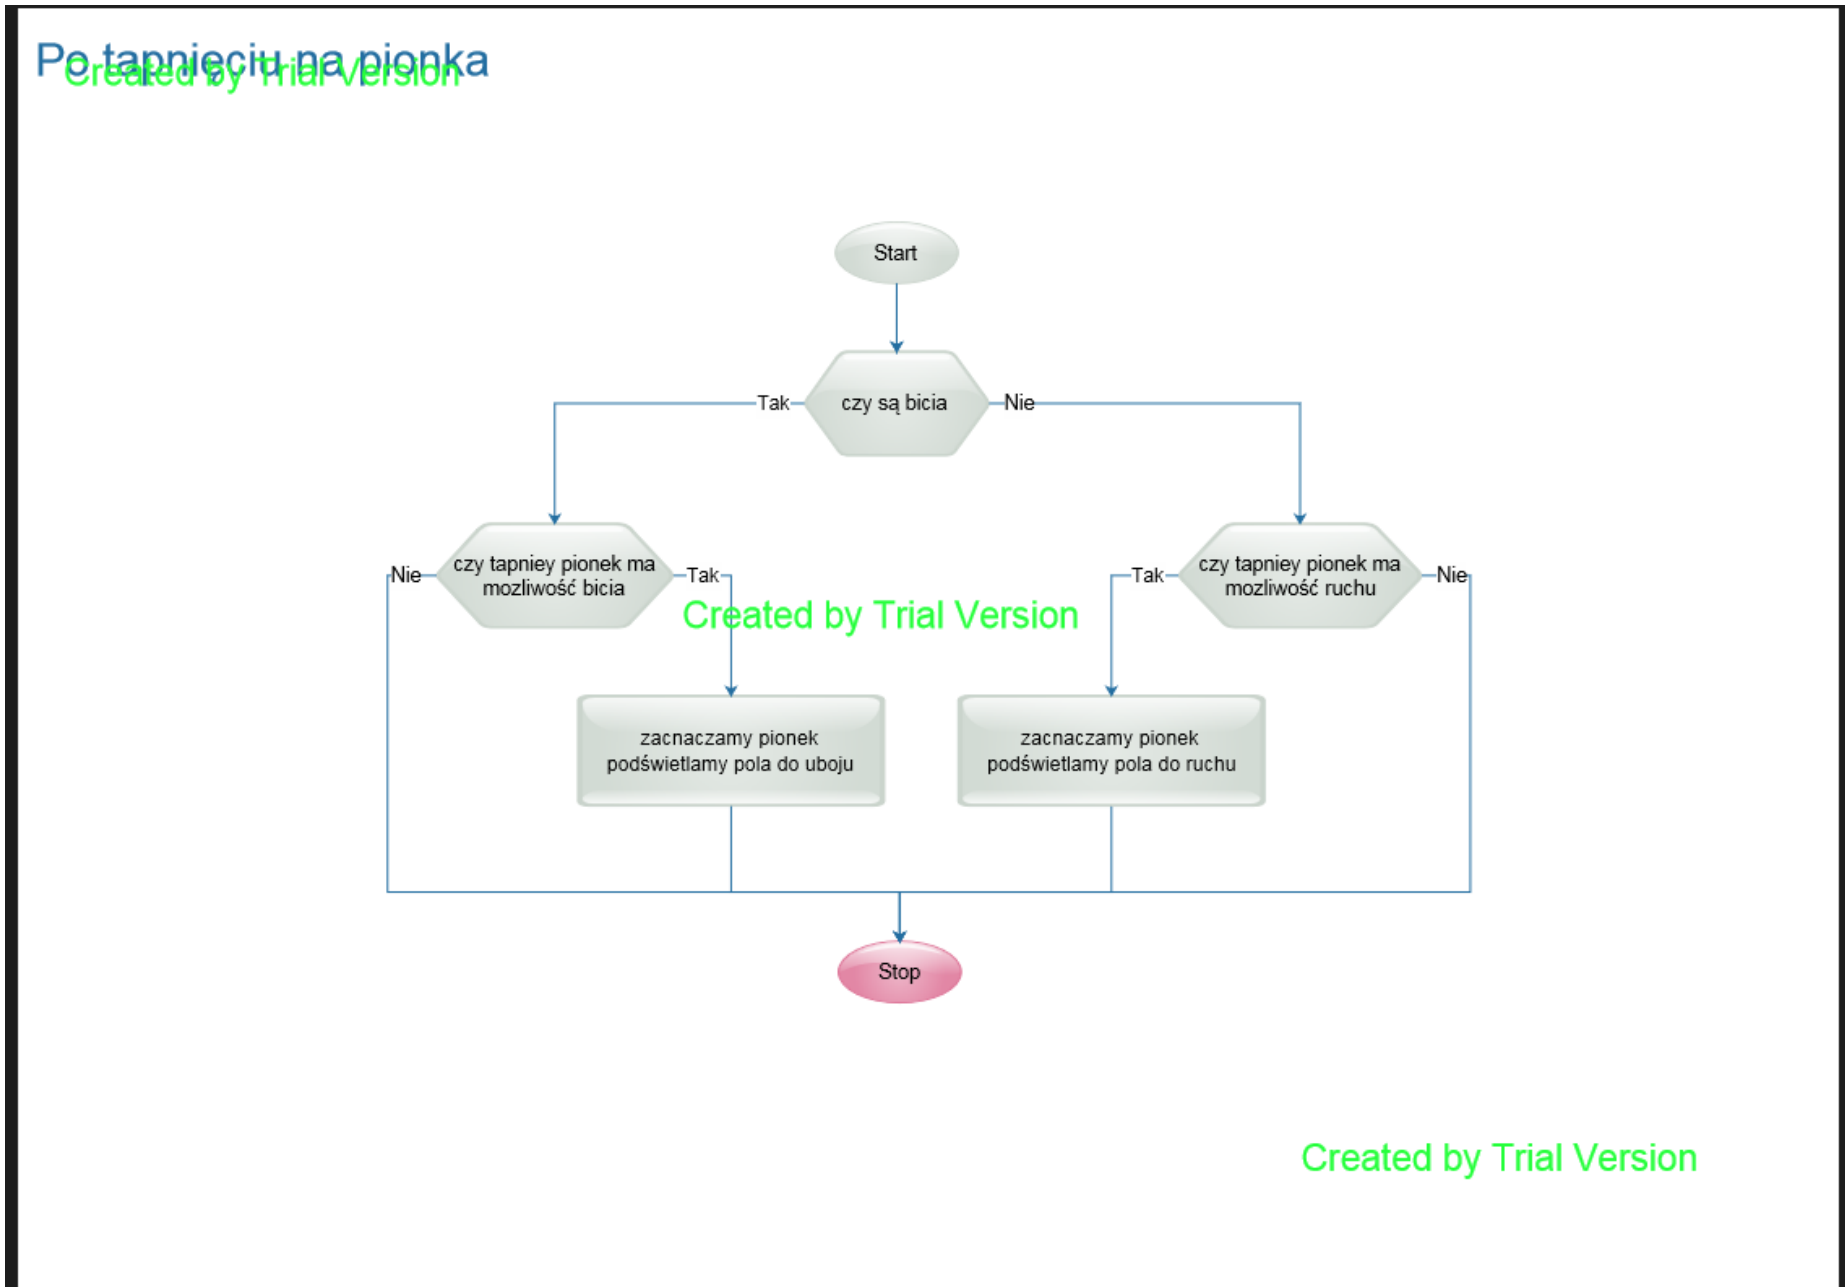 Po tapnięciu na pionka
Created by Trial Version
Start
czy są bicia
Tak
Nie
czy tapniey pionek ma
mozliwość bicia
Nie
Tak
czy tapniey pionek ma
mozliwość ruchu
Tak
Nie
Created by Trial Version
zacnaczamy pionek
podświetlamy pola do uboju
zacnaczamy pionek
podświetlamy pola do ruchu
Stop
Created by Trial Version